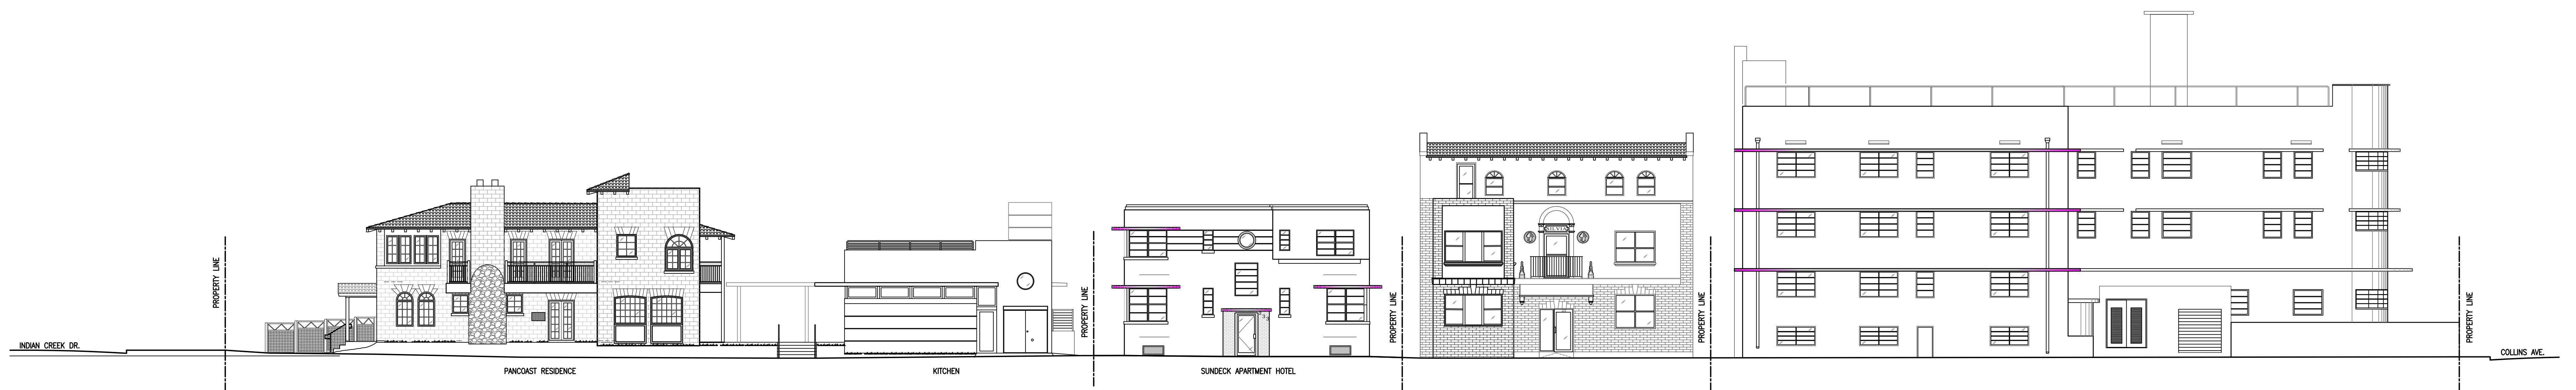 PROPERTY LINE
PROPERTY LINE
PROPERTY LINE
PROPERTY LINE
PROPERTY LINE
INDIAN CREEK DR.
COLLINS AVE.
PANCOAST RESIDENCE
KITCHEN
SUNDECK APARTMENT HOTEL